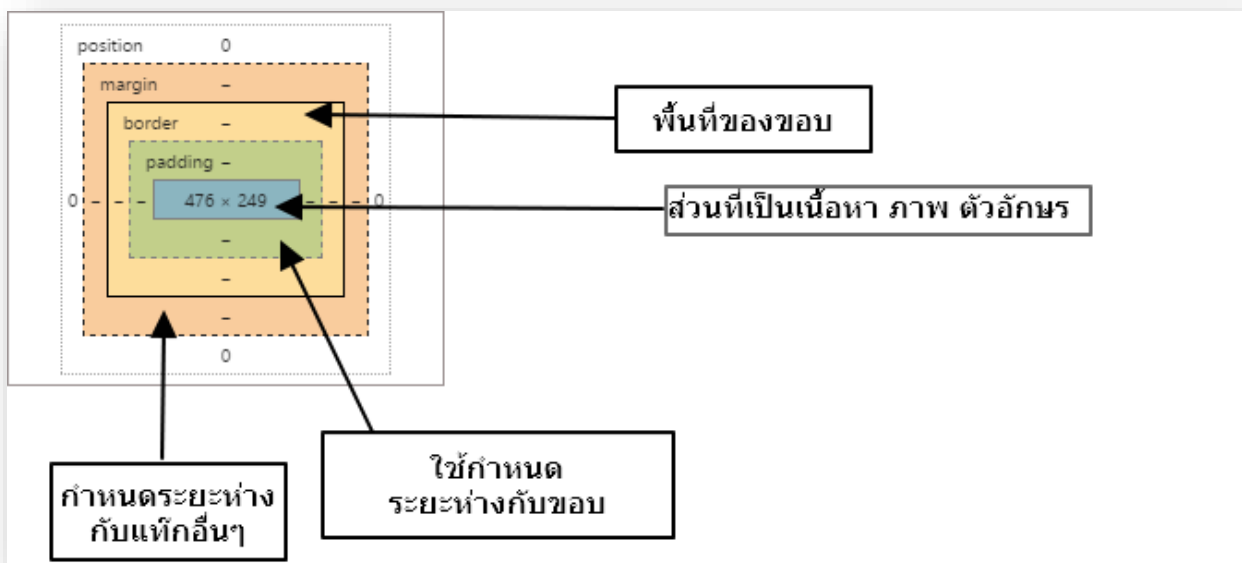 position 0
margin –
border –
padding –
0 – – – 476 × 249 – – – 0
–
–
–
0
พื้นที่ของขอบ
ส่วนที่เป็นเนื้อหา ภาพ ตัวอักษร
ใช้กำหนด
ระยะห่างกับขอบ
กำหนดระยะห่าง
กับแท๊กอื่นๆ